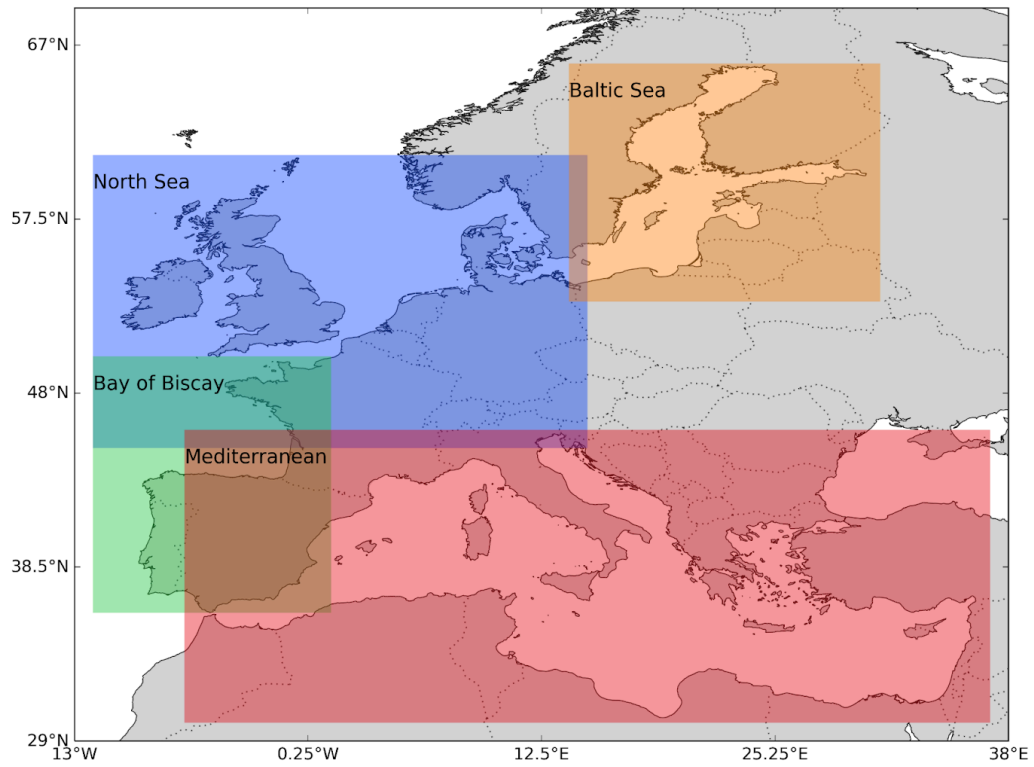 67°N
Baltic Sea
North Sea
57.5°N
Bay of Biscay
48°N
Mediterranean
38.5°N
29°N
13°W
0.25°W
12.5°E
25.25°E
38°E